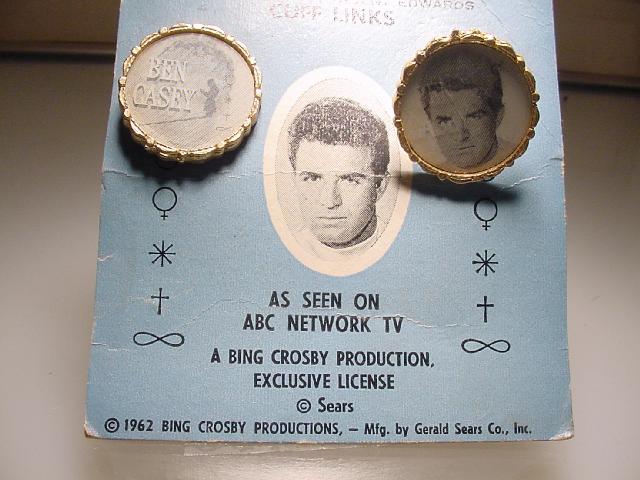 EDWARDS
CUFF LINKS
BEN
CASEY
AS SEEN ON
ABC NETWORK TV
A BING CROSBY PRODUCTION,
EXCLUSIVE LICENSE
© Sears
© 1962 BING CROSBY PRODUCTIONS, – Mfg. by Gerald Sears Co., Inc.